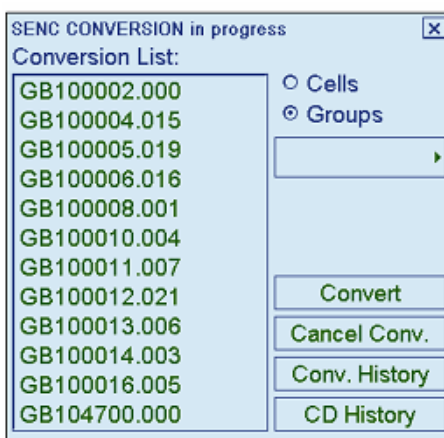 SENC CONVERSION in progress
Conversion List:
GB100002.000
GB100004.015
GB100005.019
GB100006.016
GB100008.001
GB100010.004
GB100011.007
GB100012.021
GB100013.006
GB100014.003
GB100016.005
GB104700.000
Cells
Groups
Convert
Cancel Conv.
Conv. History
CD History